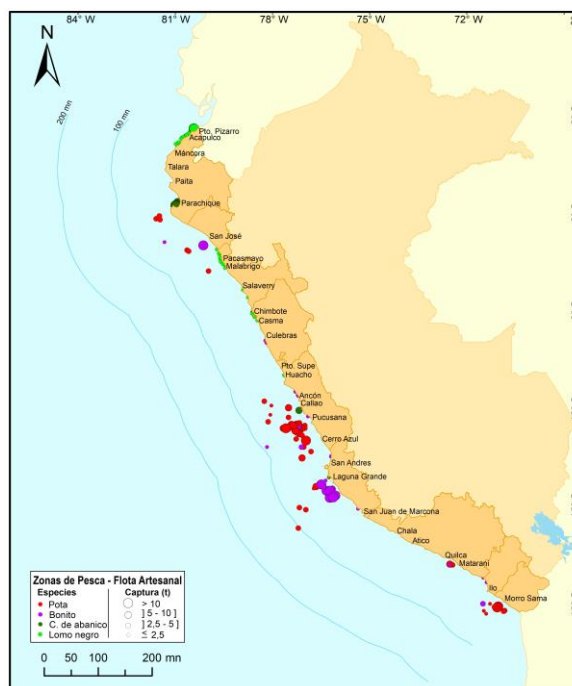 84°W 81°W 78°W 75°W 72°W
N
200 mn
100 mn
Pto. Pizarro
Acapulco
Máncora
Talara
Paita
Parachique
San José
Pacasmayo
Malabrigo
Salaverry
Chimbote
Casma
Culebras
Pto. Supe
Huacho
Ancón
Callao
Pucusana
Cerro Azul
San Andres
Laguna Grande
San Juan de Marcona
Chala
Atico
Quilca
Matarani
Ilo
Morro Sama
Zonas de Pesca - Flota Artesanal
Especies Captura (t)
Pota > 10
Bonito ] 5 - 10 ]
C. de abanico ] 2,5 - 5 ]
Lomo negro ≤ 2,5
0 50 100 200 mn